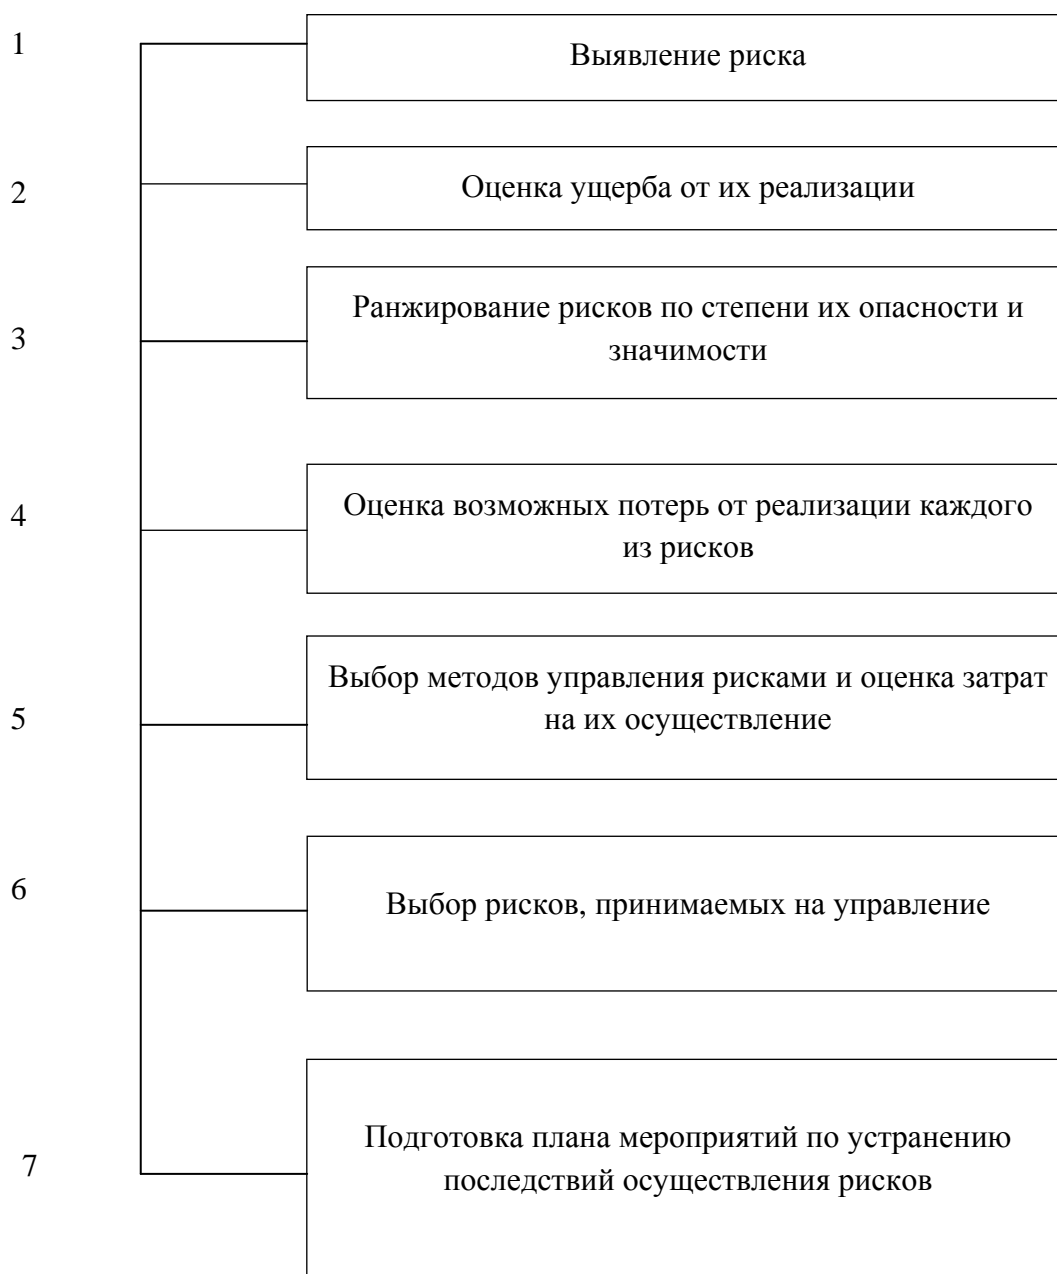 1
Выявление риска
2
Оценка ущерба от их реализации
3
Ранжирование рисков по степени их опасности и
значимости
4
Оценка возможных потерь от реализации каждого
из рисков
5
Выбор методов управления рисками и оценка затрат
на их осуществление
6
Выбор рисков, принимаемых на управление
7
Подготовка плана мероприятий по устранению
последствий осуществления рисков